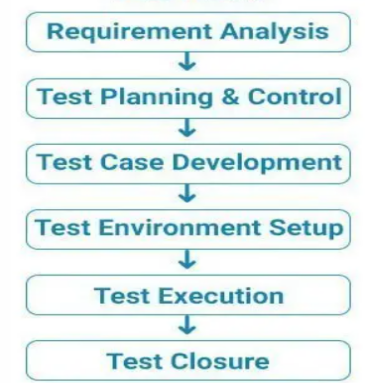 Requirement Analysis
Test Planning & Control
Test Case Development
Test Environment Setup
Test Execution
Test Closure